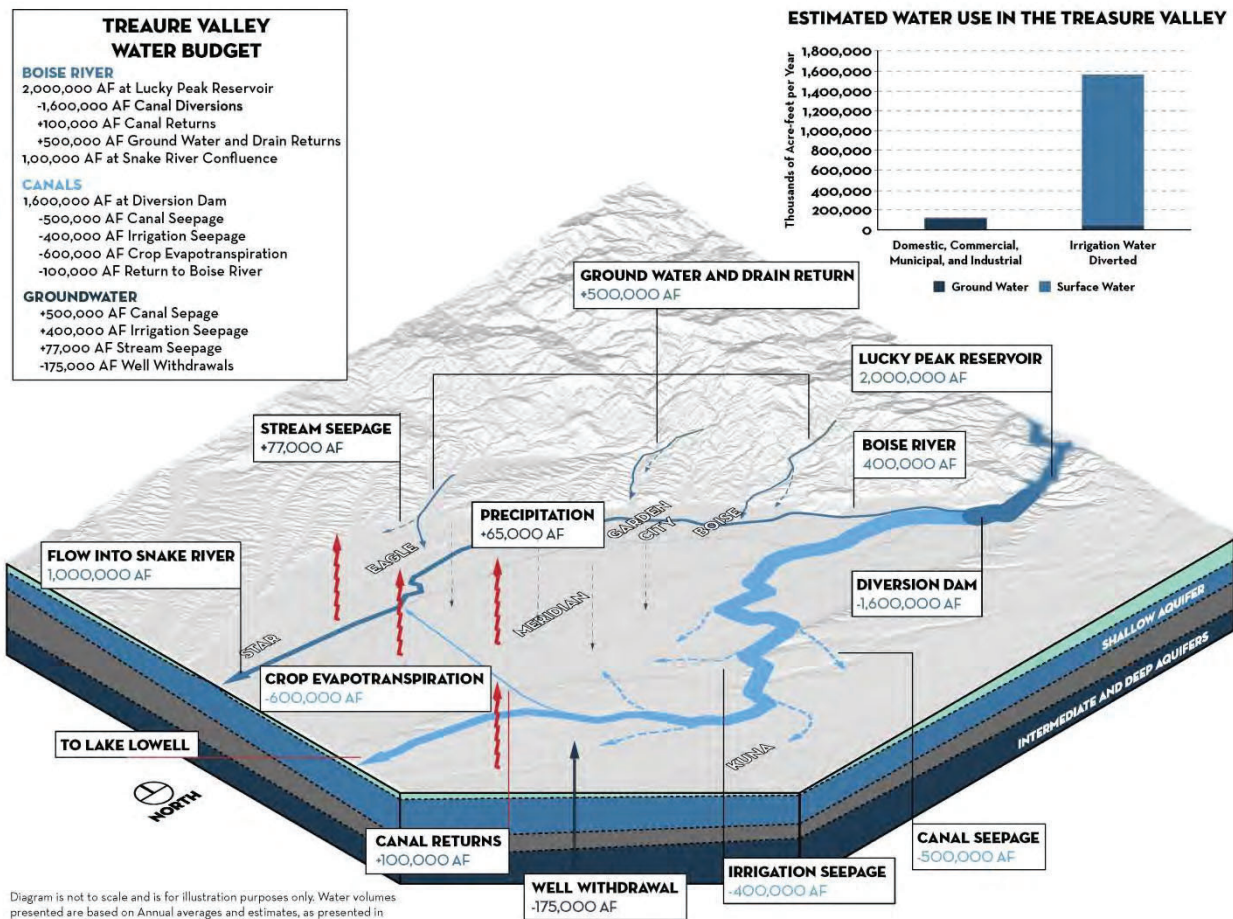 TREAURE VALLEY
WATER BUDGET
BOISE RIVER
2,000,000 AF at Lucky Peak Reservoir
-1,600,000 AF Canal Diversions
+100,000 AF Canal Returns
+500,000 AF Ground Water and Drain Returns
1,00,000 AF at Snake River Confluence
CANALS
1,600,000 AF at Diversion Dam
-500,000 AF Canal Seepage
-400,000 AF Irrigation Seepage
-600,000 AF Crop Evapotranspiration
-100,000 AF Return to Boise River
GROUNDWATER
+500,000 AF Canal Sepage
+400,000 AF Irrigation Seepage
+77,000 AF Stream Seepage
-175,000 AF Well Withdrawals
ESTIMATED WATER USE IN THE TREASURE VALLEY
Thousands of Acre-feet per Year
1,800,000
1,600,000
1,400,000
1,200,000
1,000,000
800,000
600,000
400,000
200,000
0
Domestic, Commercial,
Municipal, and Industrial
Irrigation Water
Diverted
Ground Water
Surface Water
GROUND WATER AND DRAIN RETURN
+500,000 AF
LUCKY PEAK RESERVOIR
2,000,000 AF
STREAM SEEPAGE
+77,000 AF
BOISE RIVER
400,000 AF
PRECIPITATION
+65,000 AF
GARDEN
CITY
BOISE
EAGLE
FLOW INTO SNAKE RIVER
1,000,000 AF
MERIDIAN
DIVERSION DAM
-1,600,000 AF
STAR
SHALLOW AQUIFER
CROP EVAPOTRANSPIRATION
-600,000 AF
INTERMEDIATE AND DEEP AQUIFERS
TO LAKE LOWELL
KUNA
NORTH
CANAL RETURNS
+100,000 AF
CANAL SEEPAGE
-500,000 AF
IRRIGATION SEEPAGE
-400,000 AF
WELL WITHDRAWAL
-175,000 AF
Diagram is not to scale and is for illustration purposes only. Water volumes
presented are based on Annual averages and estimates, as presented in